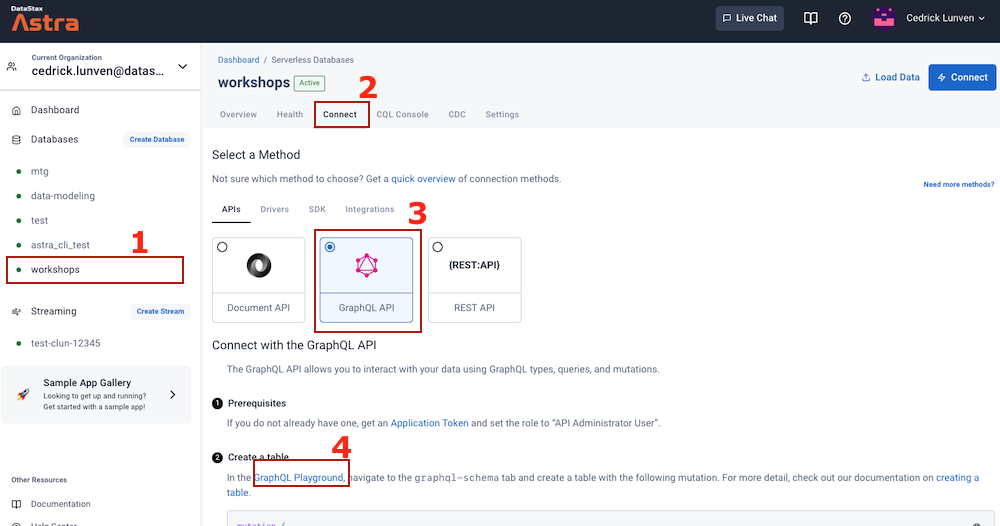 DataStax
Astra
Live Chat
Cedrick Lunven
Current Organization
cedrick.lunven@datas...
Dashboard
Databases
Create Database
mtg
data-modeling
test
astra_cli_test
1
workshops
Streaming
Create Stream
test-clun-12345
Sample App Gallery
Looking to get up and running?
Get started with a sample app!
Other Resources
Documentation
Help Center
Dashboard / Serverless Databases
workshops Active
Load Data
Connect
2
Overview Health Connect CQL Console CDC Settings
Select a Method
Not sure which method to choose? Get a quick overview of connection methods.
Need more methods?
APIs Drivers SDK Integrations
3
{REST:API}
Document API GraphQL API REST API
Connect with the GraphQL API
The GraphQL API allows you to interact with your data using GraphQL types, queries, and mutations.
1 Prerequisites
If you do not already have one, get an Application Token and set the role to “API Administrator User”.
4
2 Create a table
In the GraphQL Playground, navigate to the graphql-schema tab and create a table with the following mutation. For more detail, check out our documentation on creating a
table.
mutation {